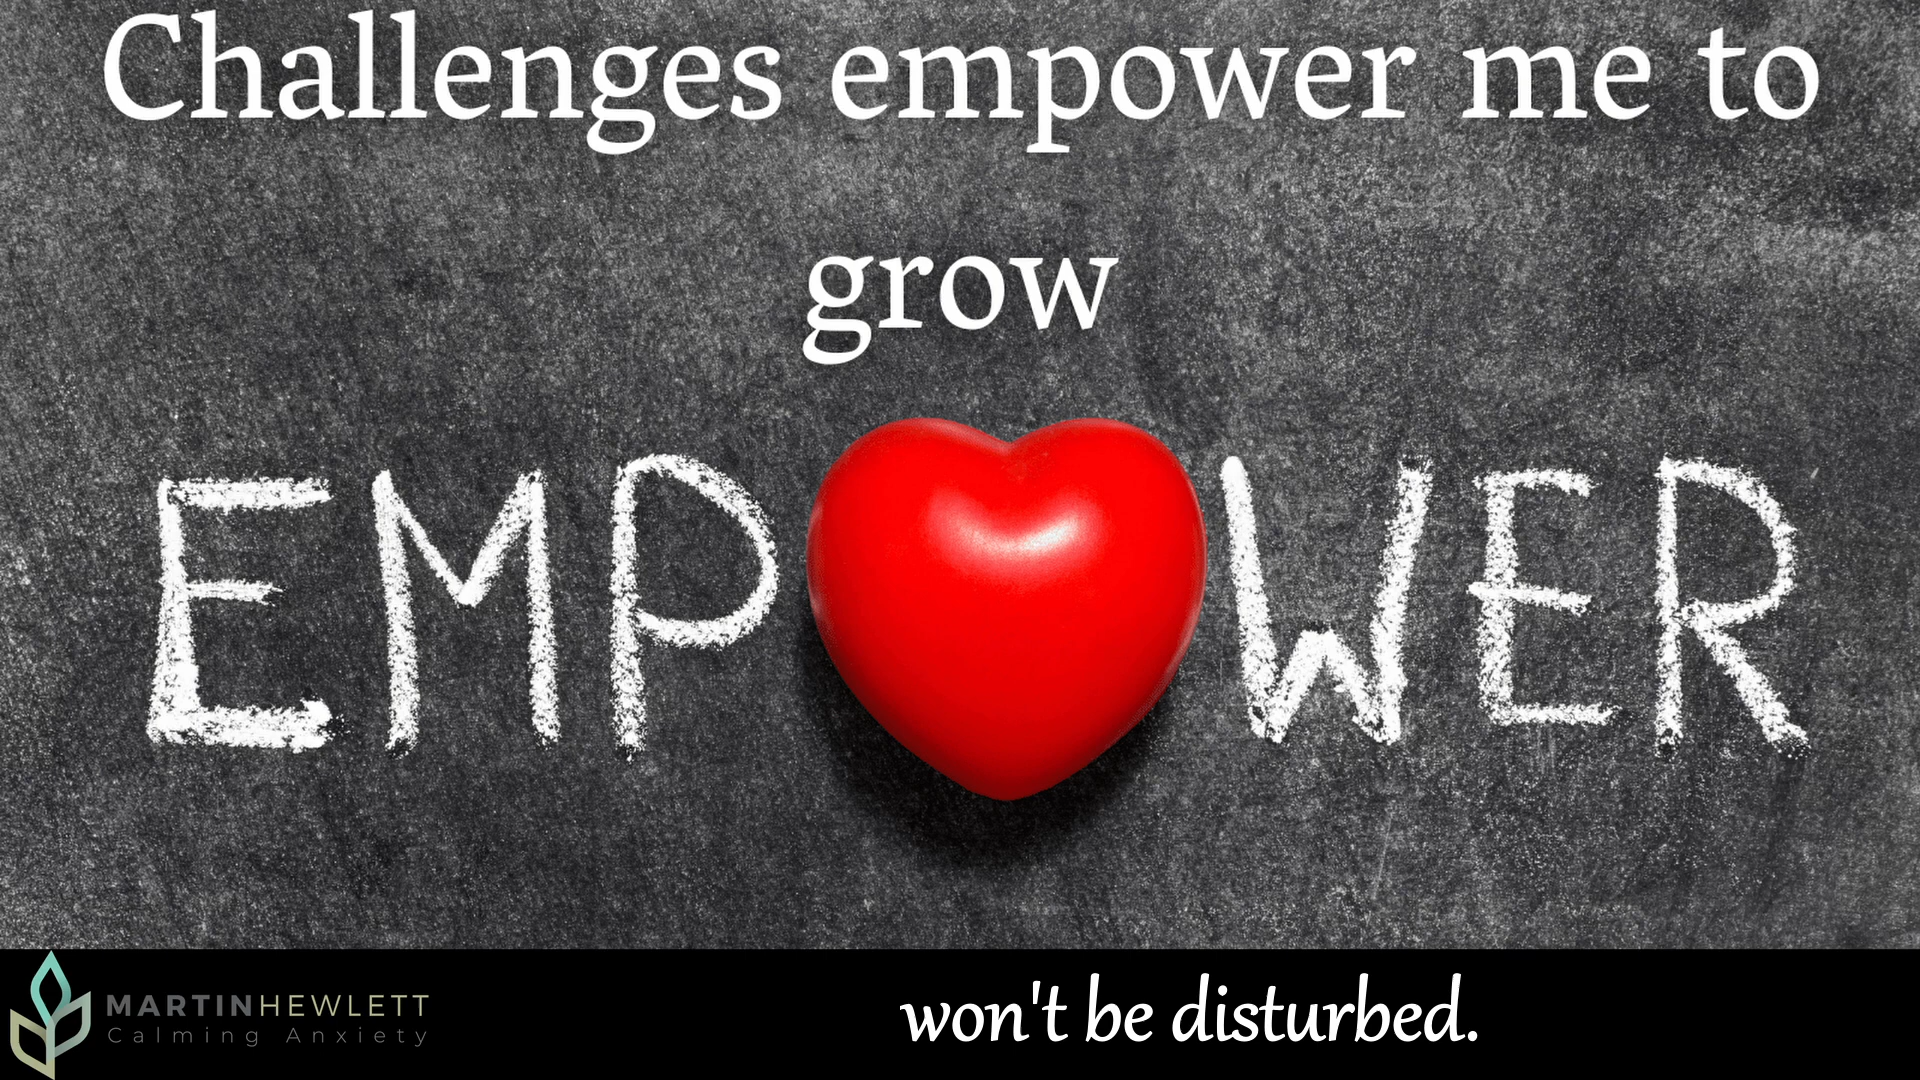 Challenges empower me to
grow
EMP WER
MARTINHEWLETT
Calming Anxiety
won't be disturbed.